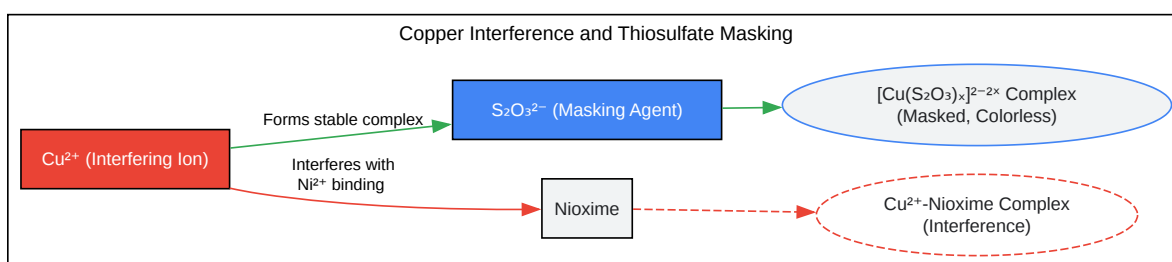 Copper Interference and Thiosulfate Masking
Cu²⁺ (Interfering Ion)
Forms stable complex
S₂O₃²⁻ (Masking Agent)
[Cu(S₂O₃)ₓ]²⁻²ˣ Complex
(Masked, Colorless)
Interferes with
Ni²⁺ binding
Nioxime
Cu²⁺-Nioxime Complex
(Interference)